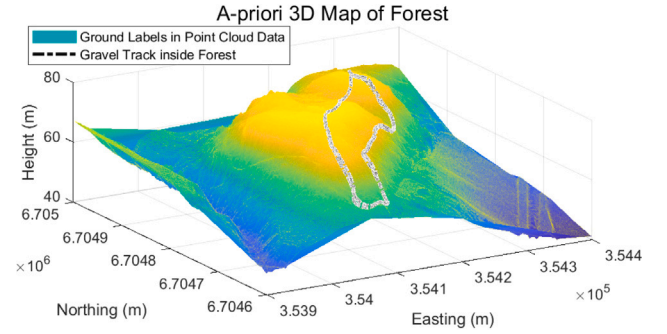 A-priori 3D Map of Forest
Ground Labels in Point Cloud Data
Gravel Track inside Forest
80
60
40
Height (m)
6.705
6.7049
6.7048
6.7047
6.7046
×10⁶
Northing (m)
3.539
3.54
3.541
3.542
3.543
3.544
×10⁵
Easting (m)